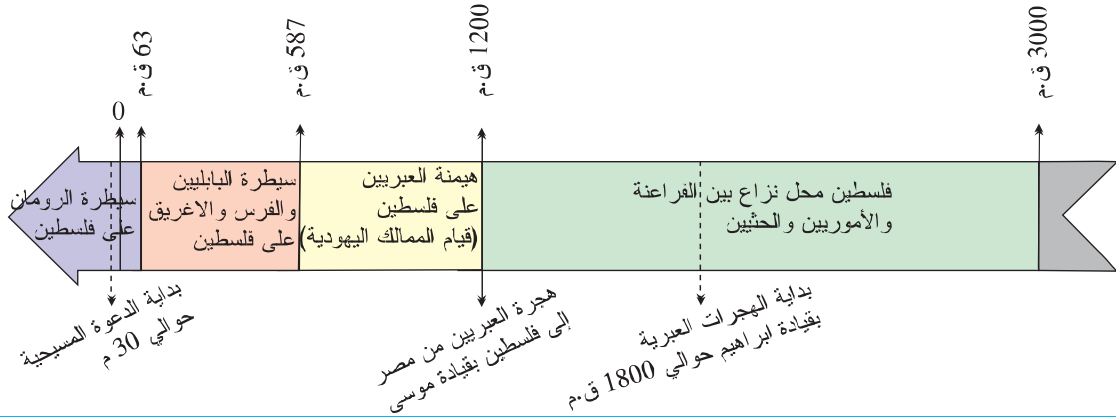 3000 ق.م
1200 ق.م
587 ق.م
63 ق.م
0
فلسطين محل نزاع بين الفراعنة
والأموريين والحثيين
هيمنة العبريين
على فلسطين
(قيام الممالك اليهودية)
سيطرة البابليين
والفرس والاغريق
على فلسطين
سيطرة الرومان
على فلسطين
بداية الهجرات العبرية
بقيادة ابراهيم حوالي 1800 ق.م
هجرة العبريين من مصر
إلى فلسطين بقيادة موسى
بداية الدعوة المسيحية
حوالي 30 م